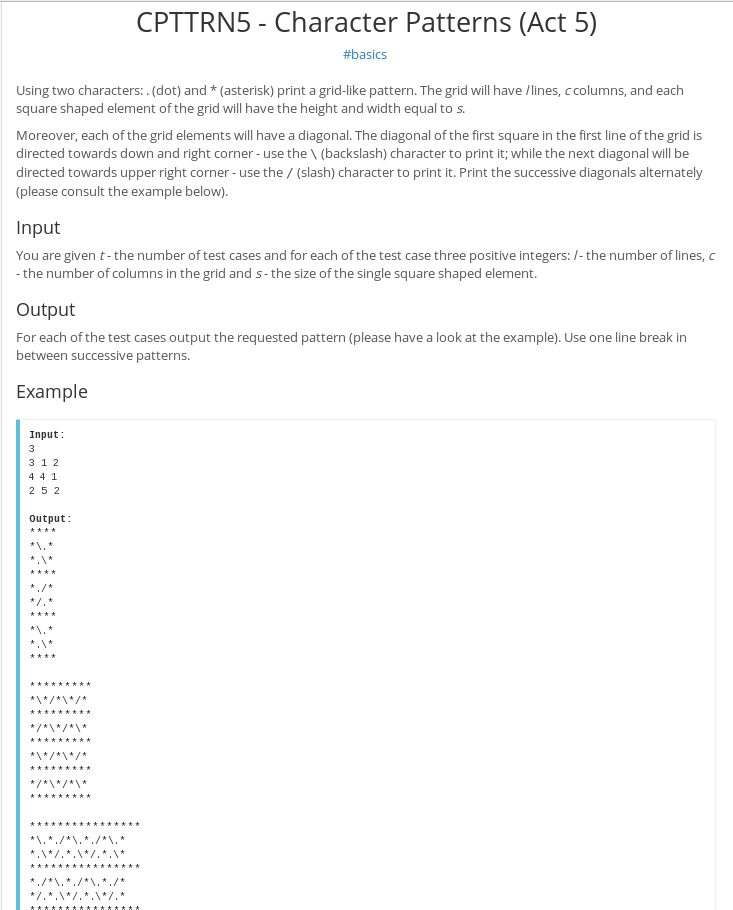 CPTTRN5 - Character Patterns (Act 5)
#basics
Using two characters: . (dot) and * (asterisk) print a grid-like pattern. The grid will have l lines, c columns, and each
square shaped element of the grid will have the height and width equal to s.
Moreover, each of the grid elements will have a diagonal. The diagonal of the first square in the first line of the grid is
directed towards down and right corner - use the \ (backslash) character to print it; while the next diagonal will be
directed towards upper right corner - use the / (slash) character to print it. Print the successive diagonals alternately
(please consult the example below).
Input
You are given t - the number of test cases and for each of the test case three positive integers: l - the number of lines, c
- the number of columns in the grid and s - the size of the single square shaped element.
Output
For each of the test cases output the requested pattern (please have a look at the example). Use one line break in
between successive patterns.
Example
Input:
3
3 1 2
4 4 1
2 5 2
Output:
****
*\.*
*.\*
****
*./*
*/.*
****
*\.*
*.\*
****
*********
*\*/*\*/*
*********
*/*\*/*\*
*********
*\*/*\*/*
*********
*/*\*/*\*
*********
****************
*\.*./*\.*./*\.*
*.\*/.*.\*/.*.\*
****************
*./*\.*./*\.*./*
*/.*.\*/.*.\*/.*
****************